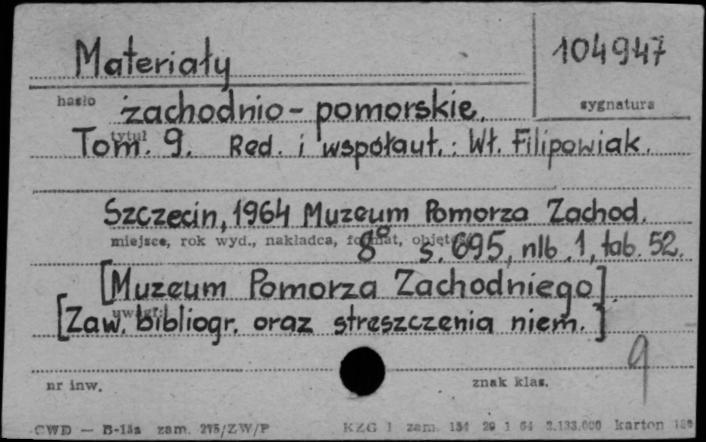 Materiały 104947
hasło sygnatura
zachodnio-pomorskie.
tytuł
Tom. 9. Red. i współaut.: Wł. Filipowiak.
Szczecin, 1964 Muzeum Pomorza Zachod.
miejsce, rok wyd., nakładca, format, objętość
8° s. 695, nlb. 1, tab. 52.
[Muzeum Pomorza Zachodniego].
uwagi
[Zaw. bibliogr. oraz streszczenia niem.]
9
nr inw. znak klas.
CWD — B-13a zam. 275/ZW/P KZG 1 zam. 134 29 1 64 2.133.000 karton